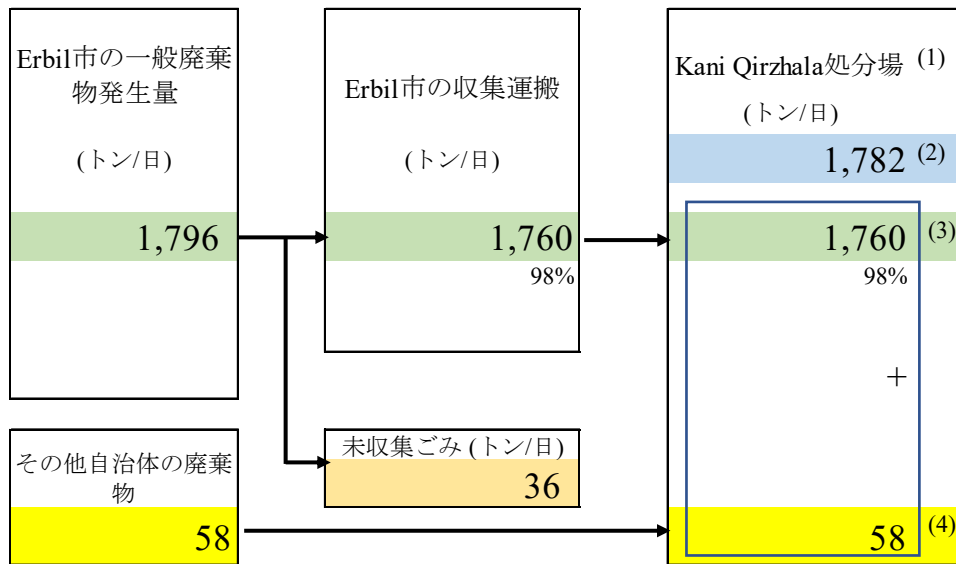 Erbil市の一般廃棄
物発生量
(トン/日)
1,796
Erbil市の収集運搬
(トン/日)
1,760
98%
Kani Qirzhala処分場 (1)
(トン/日)
1,782 (2)
1,760 (3)
98%
+
その他自治体の廃棄
物
58
未収集ごみ (トン/日)
36
58 (4)